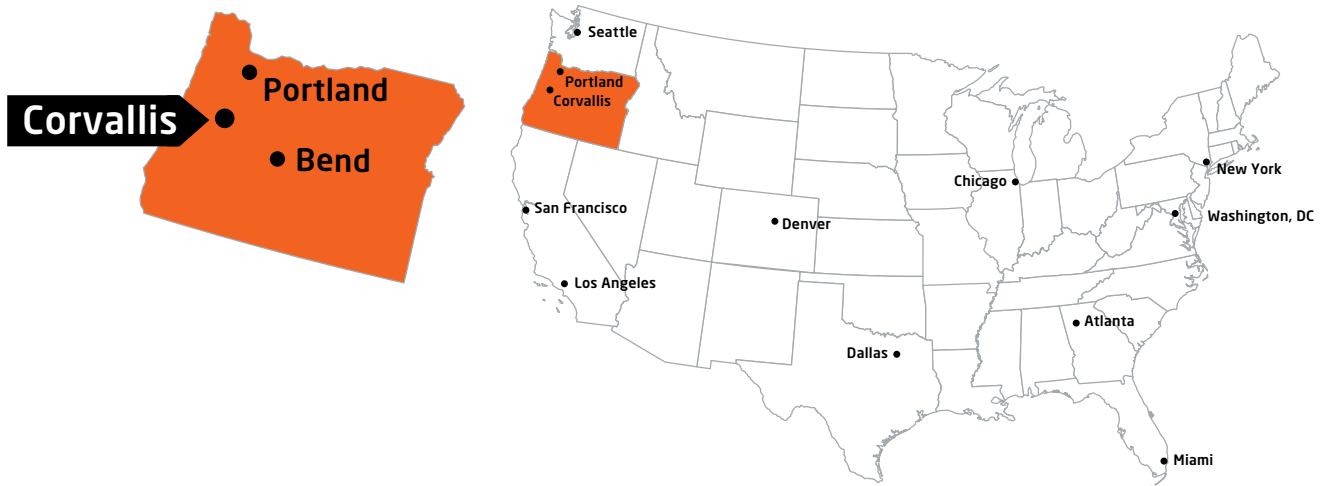 Portland
Corvallis
Bend
Seattle
Portland
Corvallis
San Francisco
Los Angeles
Denver
Chicago
Dallas
New York
Washington, DC
Atlanta
Miami